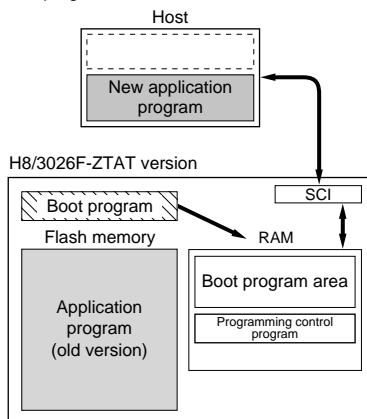 Host
New application
program
H8/3026F-ZTAT version
SCI
Boot program
Flash memory
RAM
Boot program area
Application
program
(old version)
Programming control
program